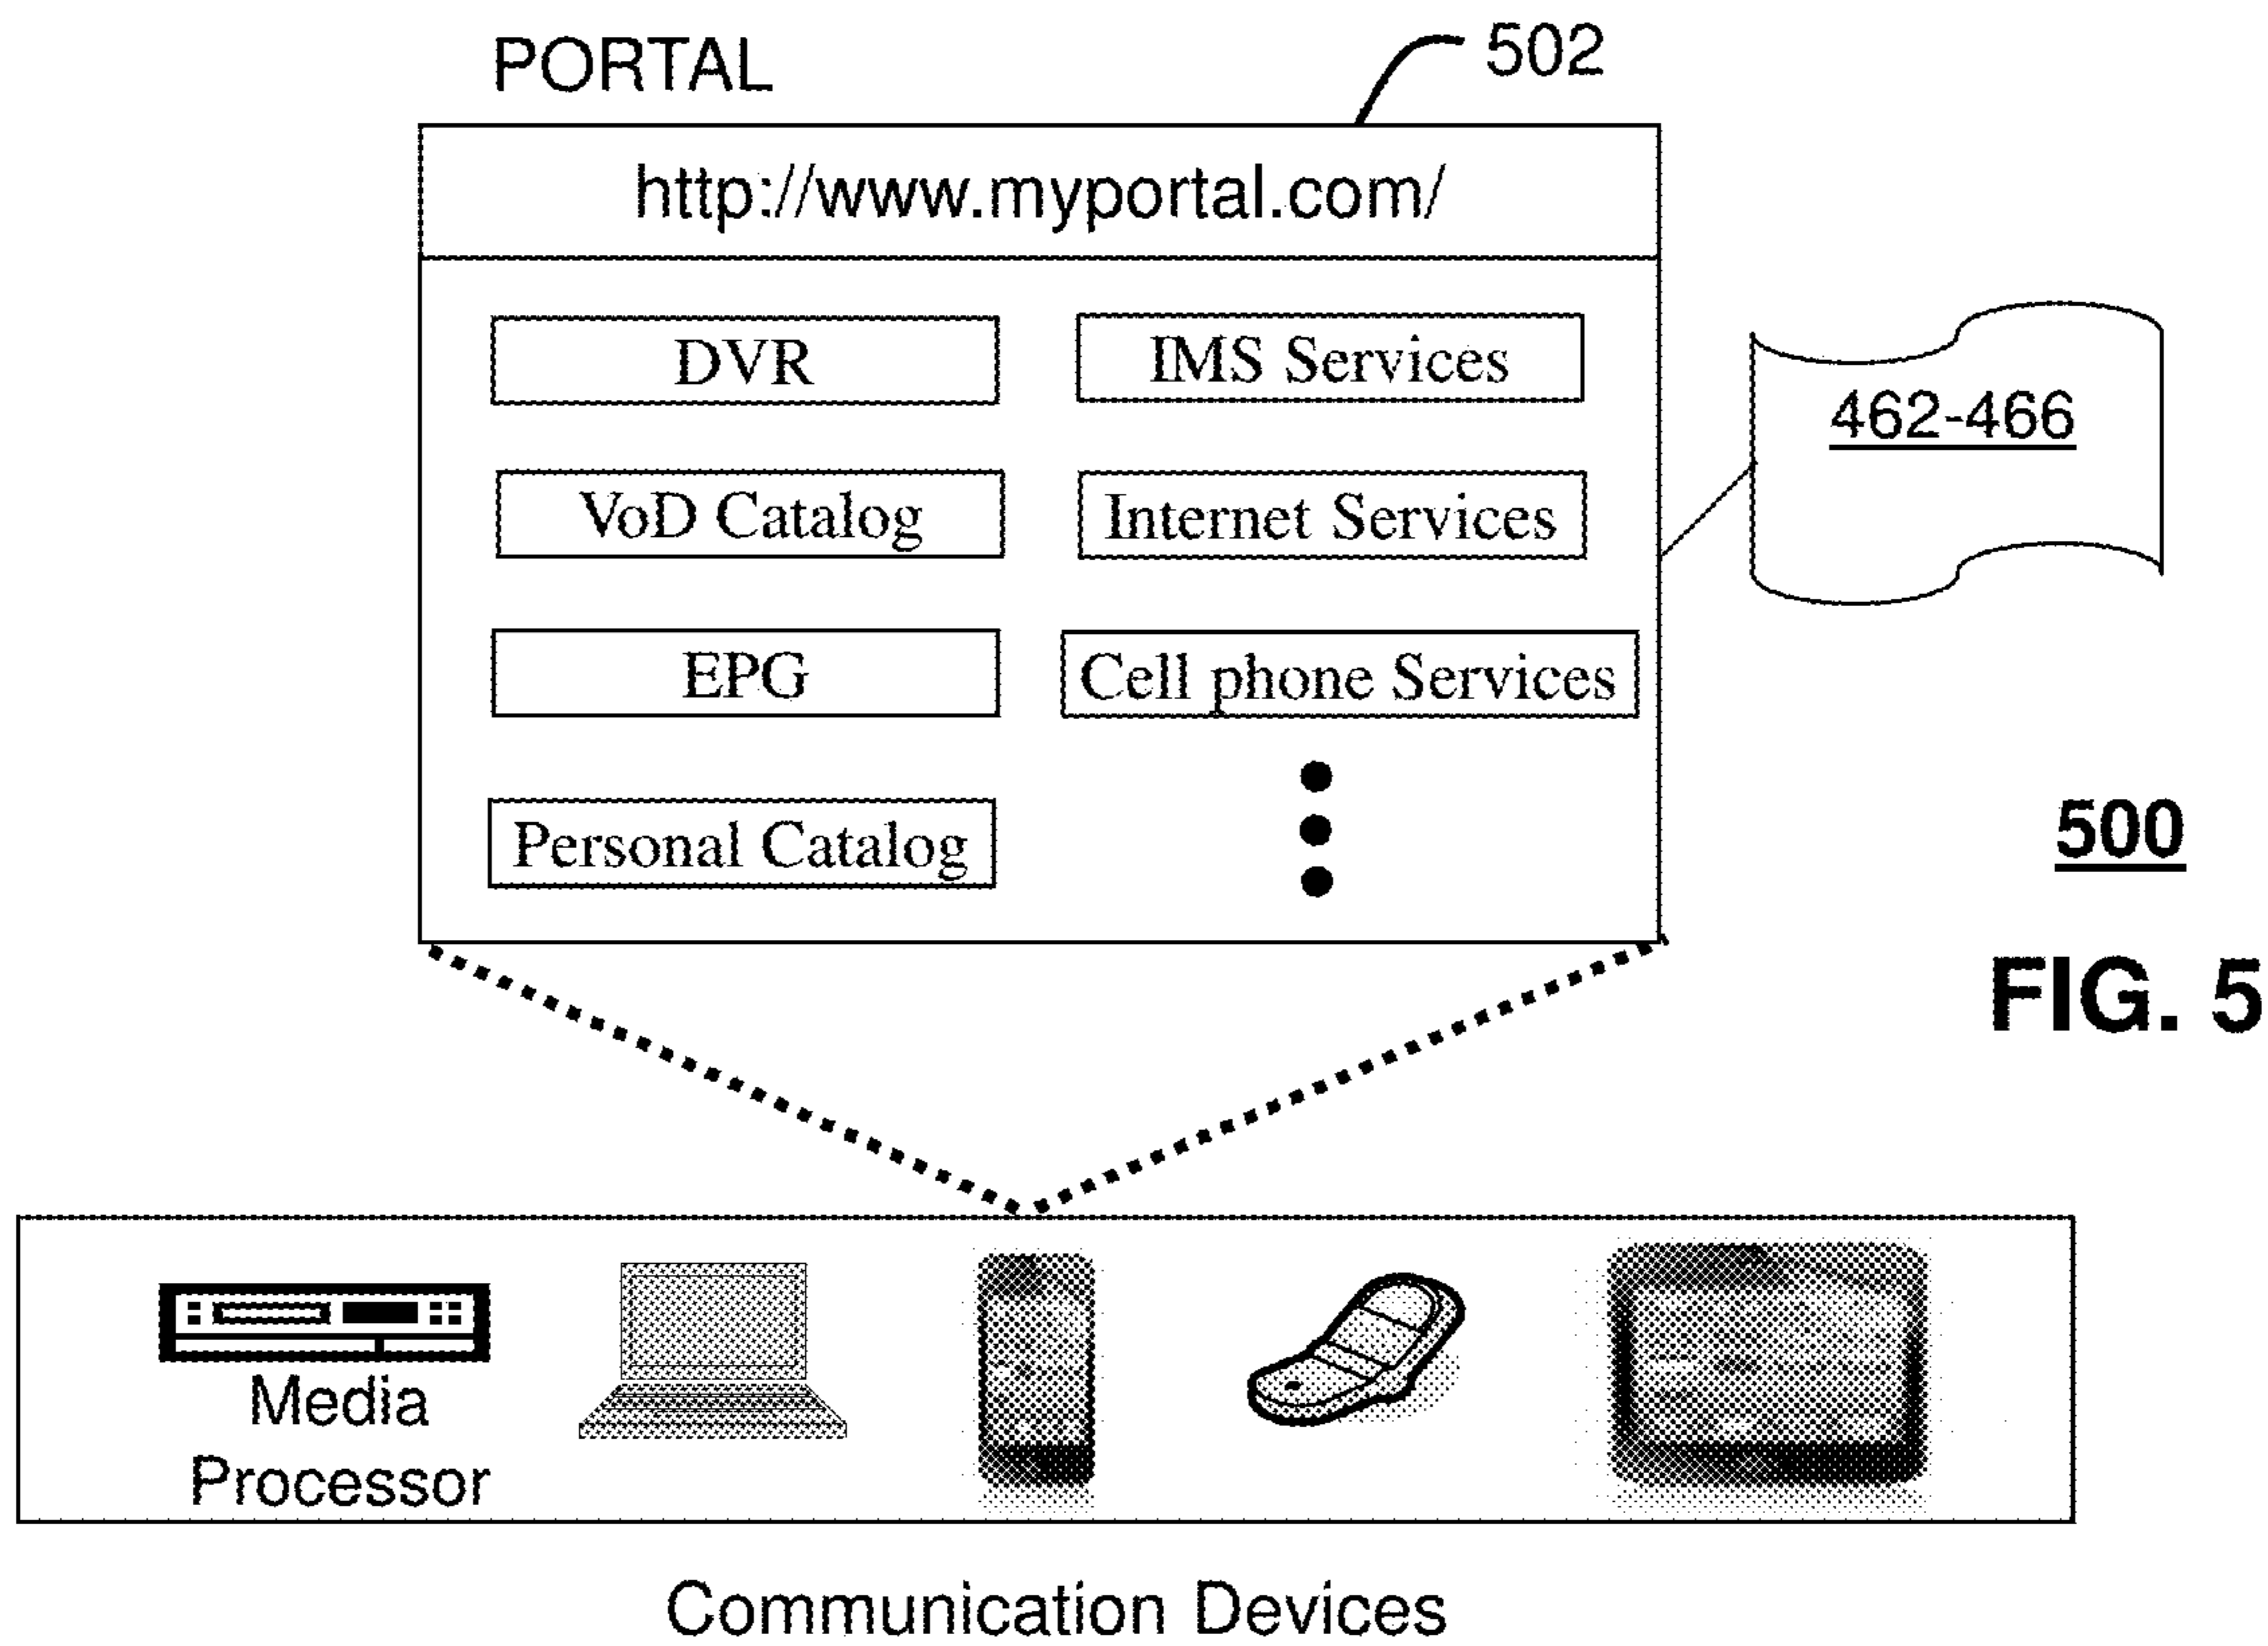 PORTAL
502
http://www.myportal.com/
DVR
IMS Services
VoD Catalog
Internet Services
EPG
Cell phone Services
Personal Catalog
462-466
500
FIG. 5
Media
Processor
Communication Devices